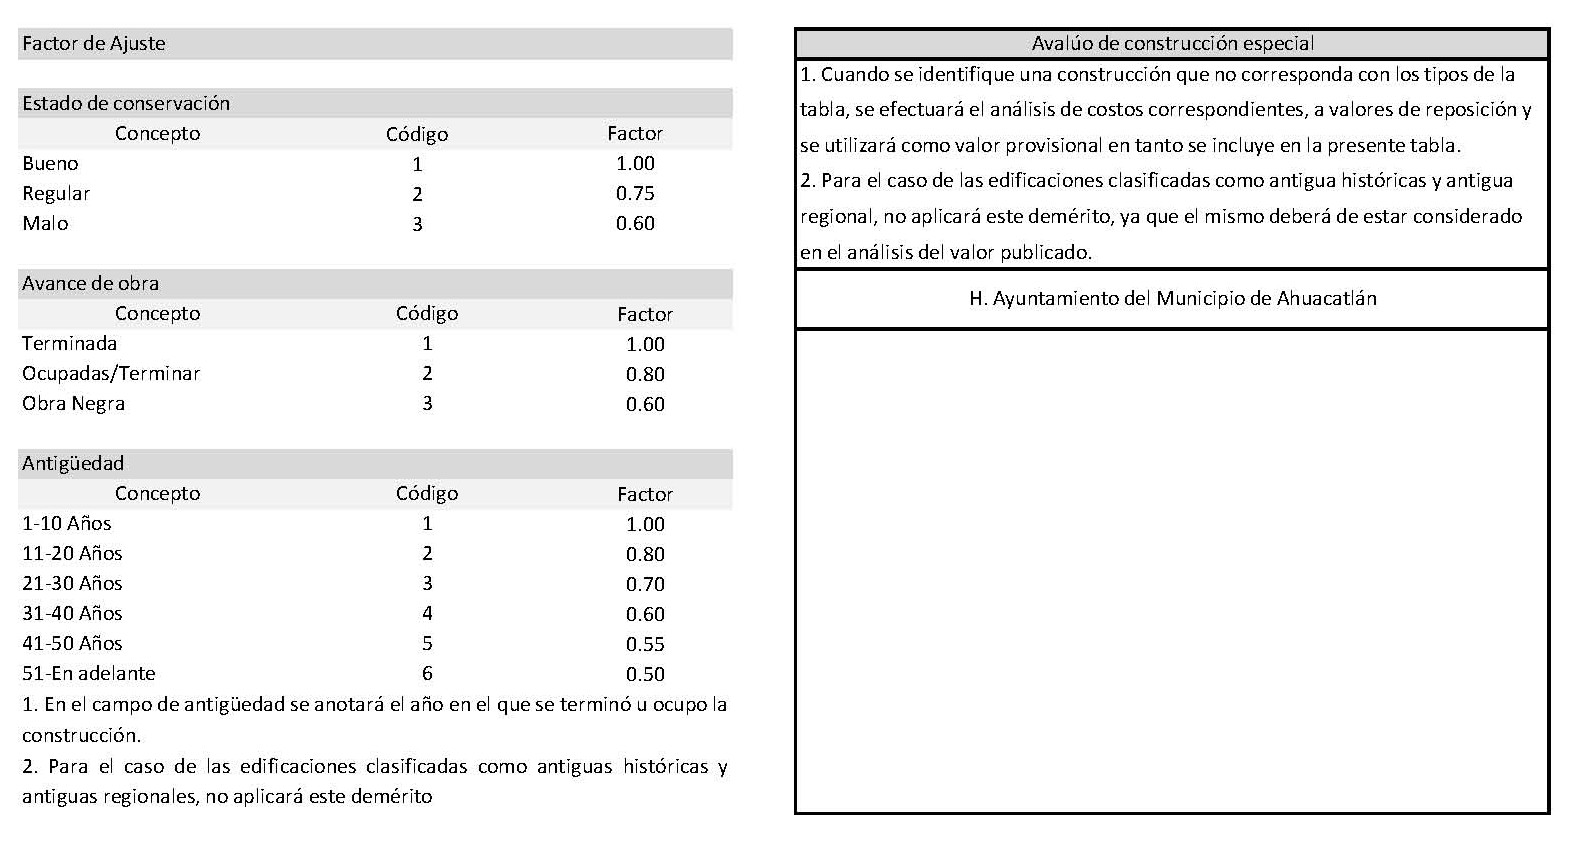 Factor de Ajuste
Estado de conservación
Concepto Código Factor
Bueno 1 1.00
Regular 2 0.75
Malo 3 0.60
Avance de obra
Concepto Código Factor
Terminada 1 1.00
Ocupadas/Terminar 2 0.80
Obra Negra 3 0.60
Antigüedad
Concepto Código Factor
1-10 Años 1 1.00
11-20 Años 2 0.80
21-30 Años 3 0.70
31-40 Años 4 0.60
41-50 Años 5 0.55
51-En adelante 6 0.50
1. En el campo de antigüedad se anotará el año en el que se terminó u ocupo la
construcción.
2. Para el caso de las edificaciones clasificadas como antiguas históricas y
antiguas regionales, no aplicará este demérito
Avalúo de construcción especial
1. Cuando se identifique una construcción que no corresponda con los tipos de la
tabla, se efectuará el análisis de costos correspondientes, a valores de reposición y
se utilizará como valor provisional en tanto se incluye en la presente tabla.
2. Para el caso de las edificaciones clasificadas como antigua históricas y antigua
regional, no aplicará este demérito, ya que el mismo deberá de estar considerado
en el análisis del valor publicado.
H. Ayuntamiento del Municipio de Ahuacatlán